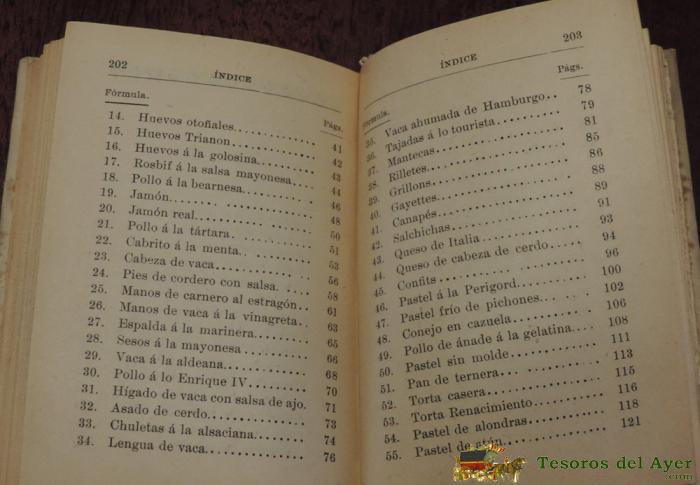 202
ÍNDICE
Fórmula.
Págs.
14. Huevos otoñales 41
15. Huevos Trianon 42
16. Huevos á la golosina 43
17. Rosbif á la salsa mayonesa 44
18. Pollo á la bearnesa 46
19. Jamón 48
20. Jamón real 50
21. Pollo á la tártara 51
22. Cabrito á la menta 53
23. Cabeza de vaca 56
24. Pies de cordero con salsa 58
25. Manos de carnero al estragón 61
26. Manos de vaca á la vinagreta 63
27. Espalda á la marinera 65
28. Sesos á la mayonesa 66
29. Vaca á la aldeana 68
30. Pollo á lo Enrique IV 70
31. Hígado de vaca con salsa de ajo. 71
32. Asado de cerdo 73
33. Chuletas á la alsaciana 74
34. Lengua de vaca 76
203
ÍNDICE
Fórmula.
Págs.
35. Vaca ahumada de Hamburgo 78
36. Tajadas á lo tourista 79
37. Mantecas 81
38. Rilletes 85
39. Grillons 86
40. Gayettes 88
41. Canapés 89
42. Salchichas 91
43. Queso de Italia 93
44. Queso de cabeza de cerdo 94
45. Confits 96
46. Pastel á la Perigord 100
47. Pastel frío de pichones 102
48. Conejo en cazuela 106
49. Pollo de ánade á la gelatina 108
50. Pastel sin molde 111
51. Pan de ternera 113
52. Torta casera 115
53. Torta Renacimiento 116
54. Pastel de alondras 118
55. Pastel de atún 121
Tesoros del Ayer
.com